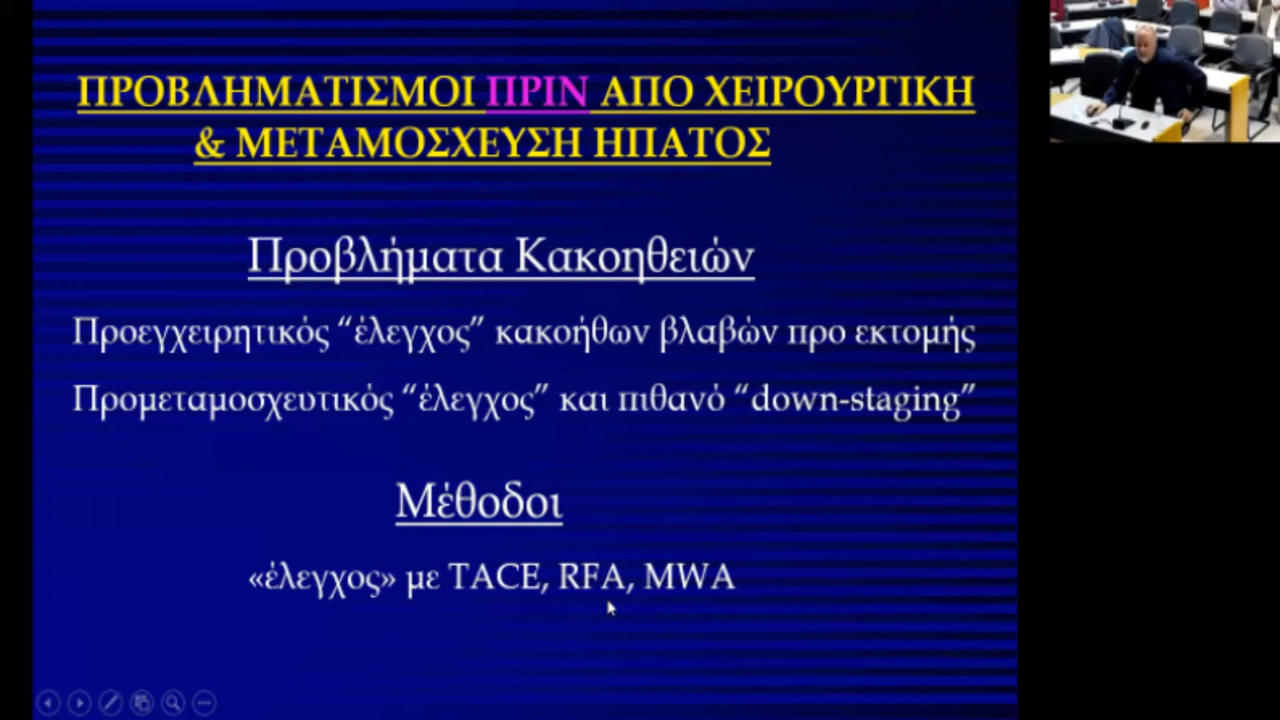 ΠΡΟΒΛΗΜΑΤΙΣΜΟΙ ΠΡΙΝ ΑΠΟ ΧΕΙΡΟΥΡΓΙΚΗ
& ΜΕΤΑΜΟΣΧΕΥΣΗ ΗΠΑΤΟΣ
Προβλήματα Κακοηθειών
Προεγχειρητικός “έλεγχος” κακοήθων βλαβών προ εκτομής
Προμεταμοσχευτικός “έλεγχος” και πιθανό “down-staging”
Μέθοδοι
«έλεγχος» με TACE, RFA, MWA